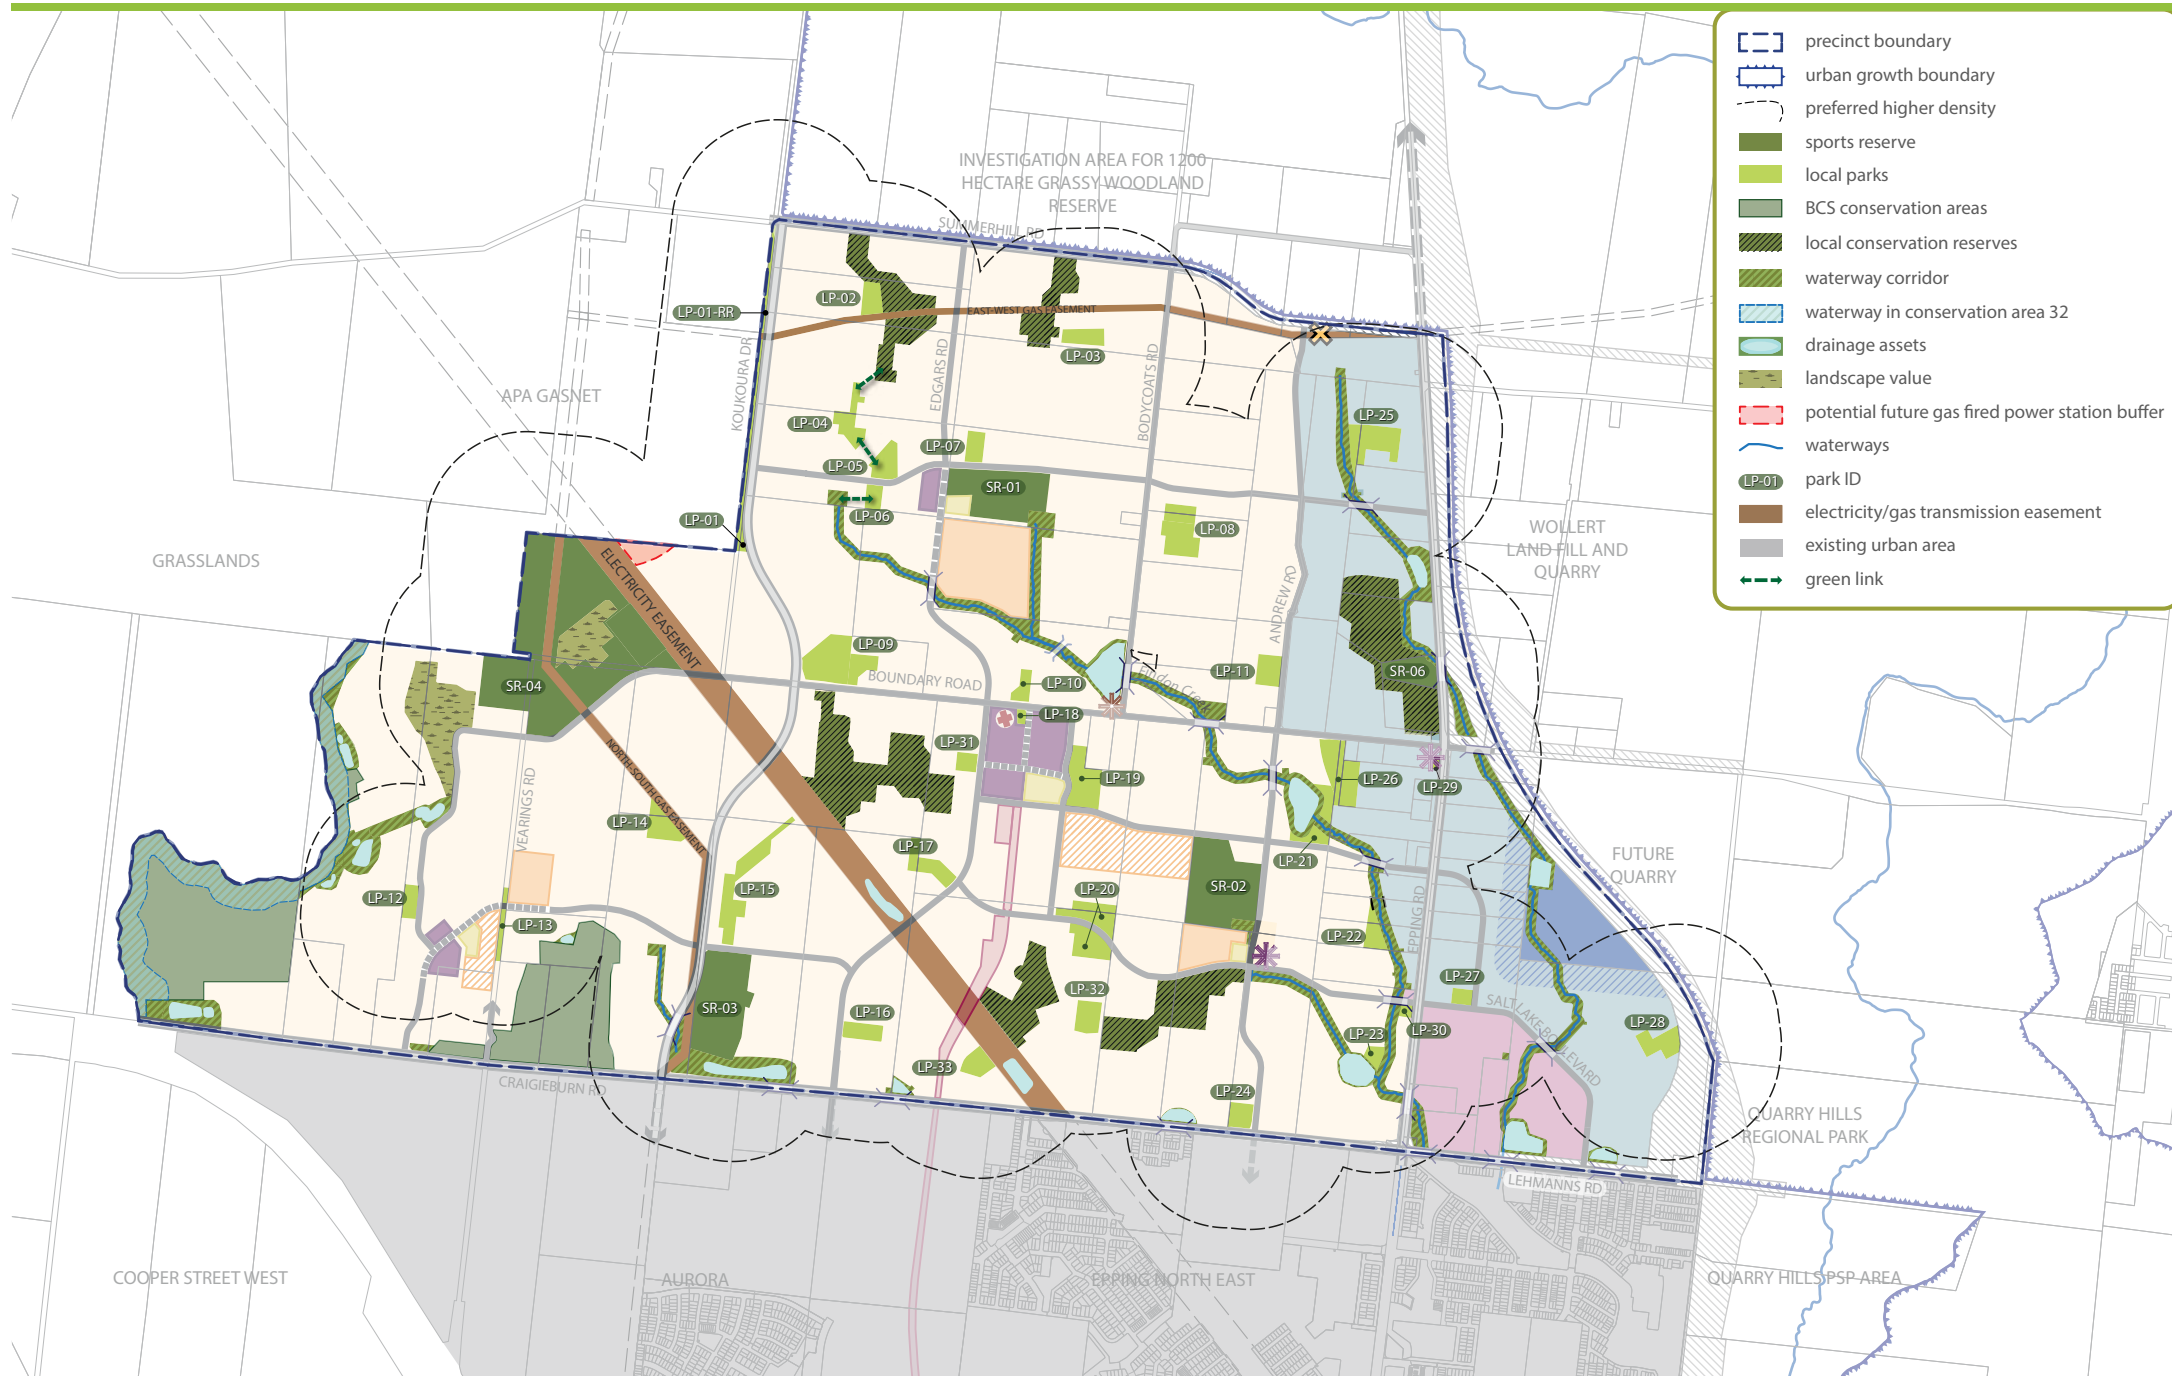 precinct boundary
urban growth boundary
preferred higher density
sports reserve
local parks
BCS conservation areas
local conservation reserves
waterway corridor
waterway in conservation area 32
drainage assets
landscape value
potential future gas fired power station buffer
waterways
LP-01 park ID
electricity/gas transmission easement
existing urban area
green link
INVESTIGATION AREA FOR 1200
HECTARE GRASSY WOODLAND
RESERVE
SUMMERHILL RD
LP-02
LP-01-RR
EAST-WEST GAS EASEMENT
LP-03
KOUKOURA DR
EDGARS RD
BODYCOATS RD
APA GASNET
LP-04
LP-25
LP-07
LP-05
SR-01
LP-06
LP-01
LP-08
WOLLERT
LAND FILL AND
QUARRY
GRASSLANDS
ELECTRICITY EASEMENT
ANDREW RD
LP-09
BOUNDARY ROAD
LP-10
LP-11
SR-06
Findon Creek
SR-04
LP-18
LP-31
LP-19
LP-26
LP-29
NORTH-SOUTH GAS EASEMENT
VEARINGS RD
LP-14
LP-17
LP-21
FUTURE
QUARRY
LP-12
LP-15
LP-20
SR-02
EPPING RD
LP-13
LP-22
LP-27
SALT LAKE BOULEVARD
SR-03
LP-16
LP-32
LP-23
LP-30
LP-28
LP-33
LP-24
CRAIGIEBURN RD
QUARRY HILLS
REGIONAL PARK
LEHMANNS RD
COOPER STREET WEST
AURORA
EPPING NORTH EAST
QUARRY HILLS PSP AREA